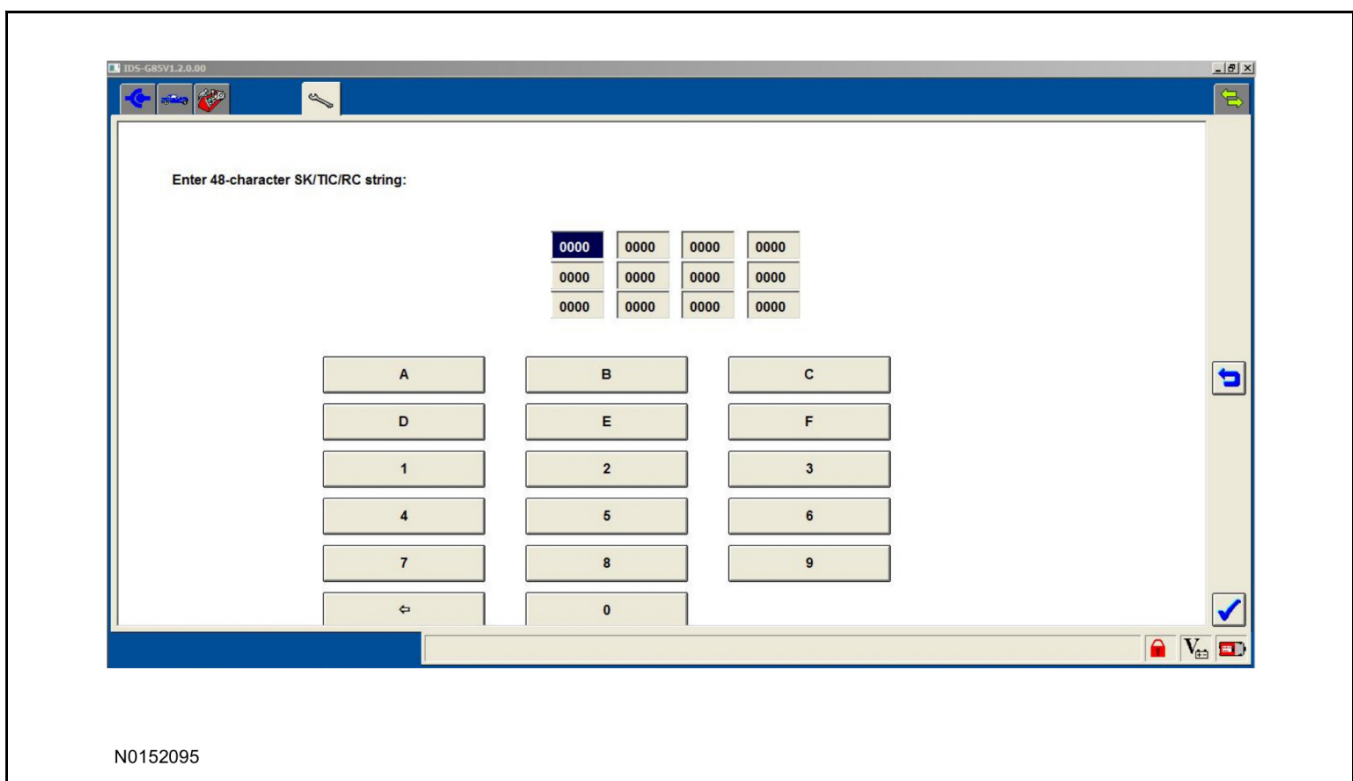 IDS-G85V1.2.0.00
Enter 48-character SK/TIC/RC string:
0000 0000 0000 0000
0000 0000 0000 0000
0000 0000 0000 0000
A B C
D E F
1 2 3
4 5 6
7 8 9
⇦ 0
V
N0152095